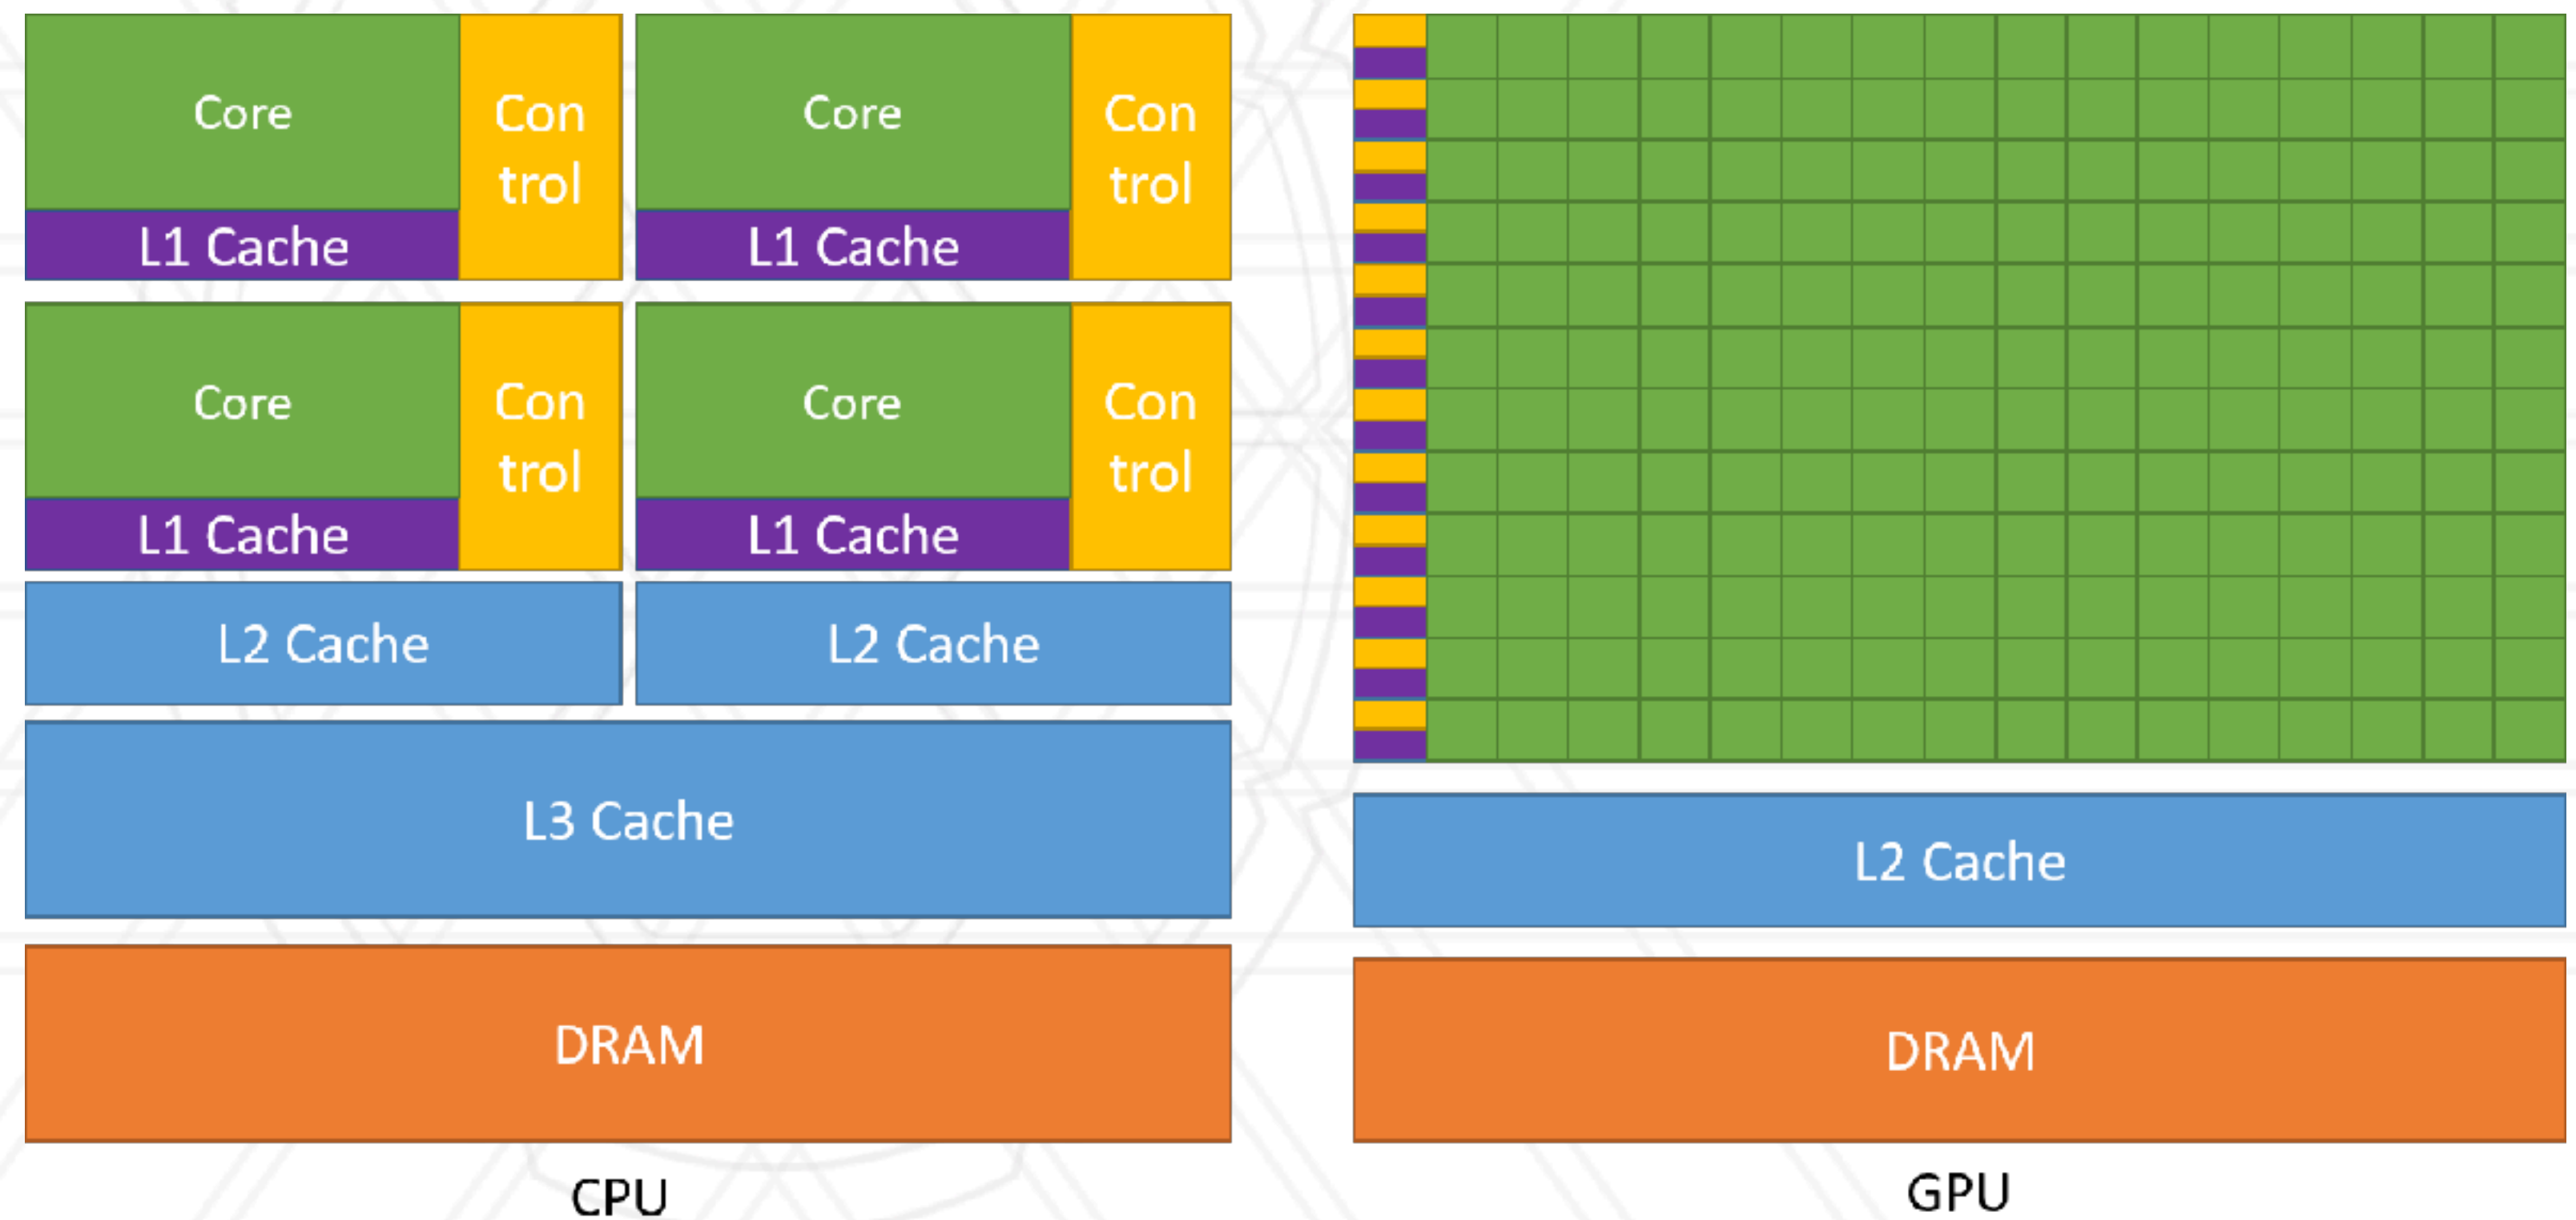 Core
Con
trol
L1 Cache
Core
Con
trol
L1 Cache
Core
Con
trol
L1 Cache
Core
Con
trol
L1 Cache
L2 Cache
L2 Cache
L3 Cache
DRAM
CPU
L2 Cache
DRAM
GPU